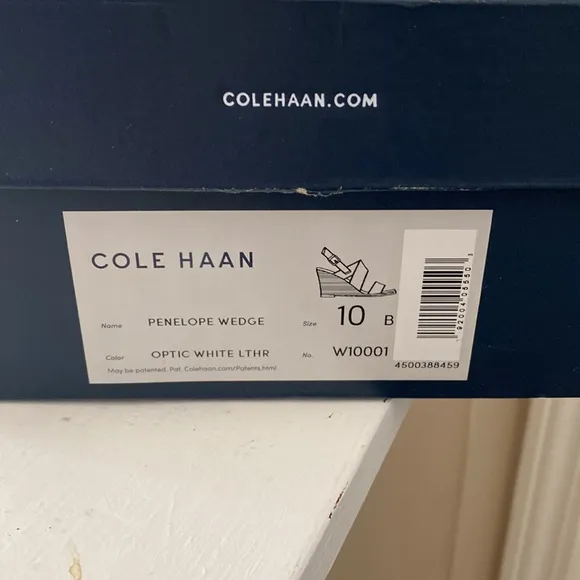 COLEHAAN.COM
COLE HAAN
Name PENELOPE WEDGE Size 10 B
Color OPTIC WHITE LTHR No. W10001
May be patented. Pat. Colehaan.com/Patents.html
4500388459